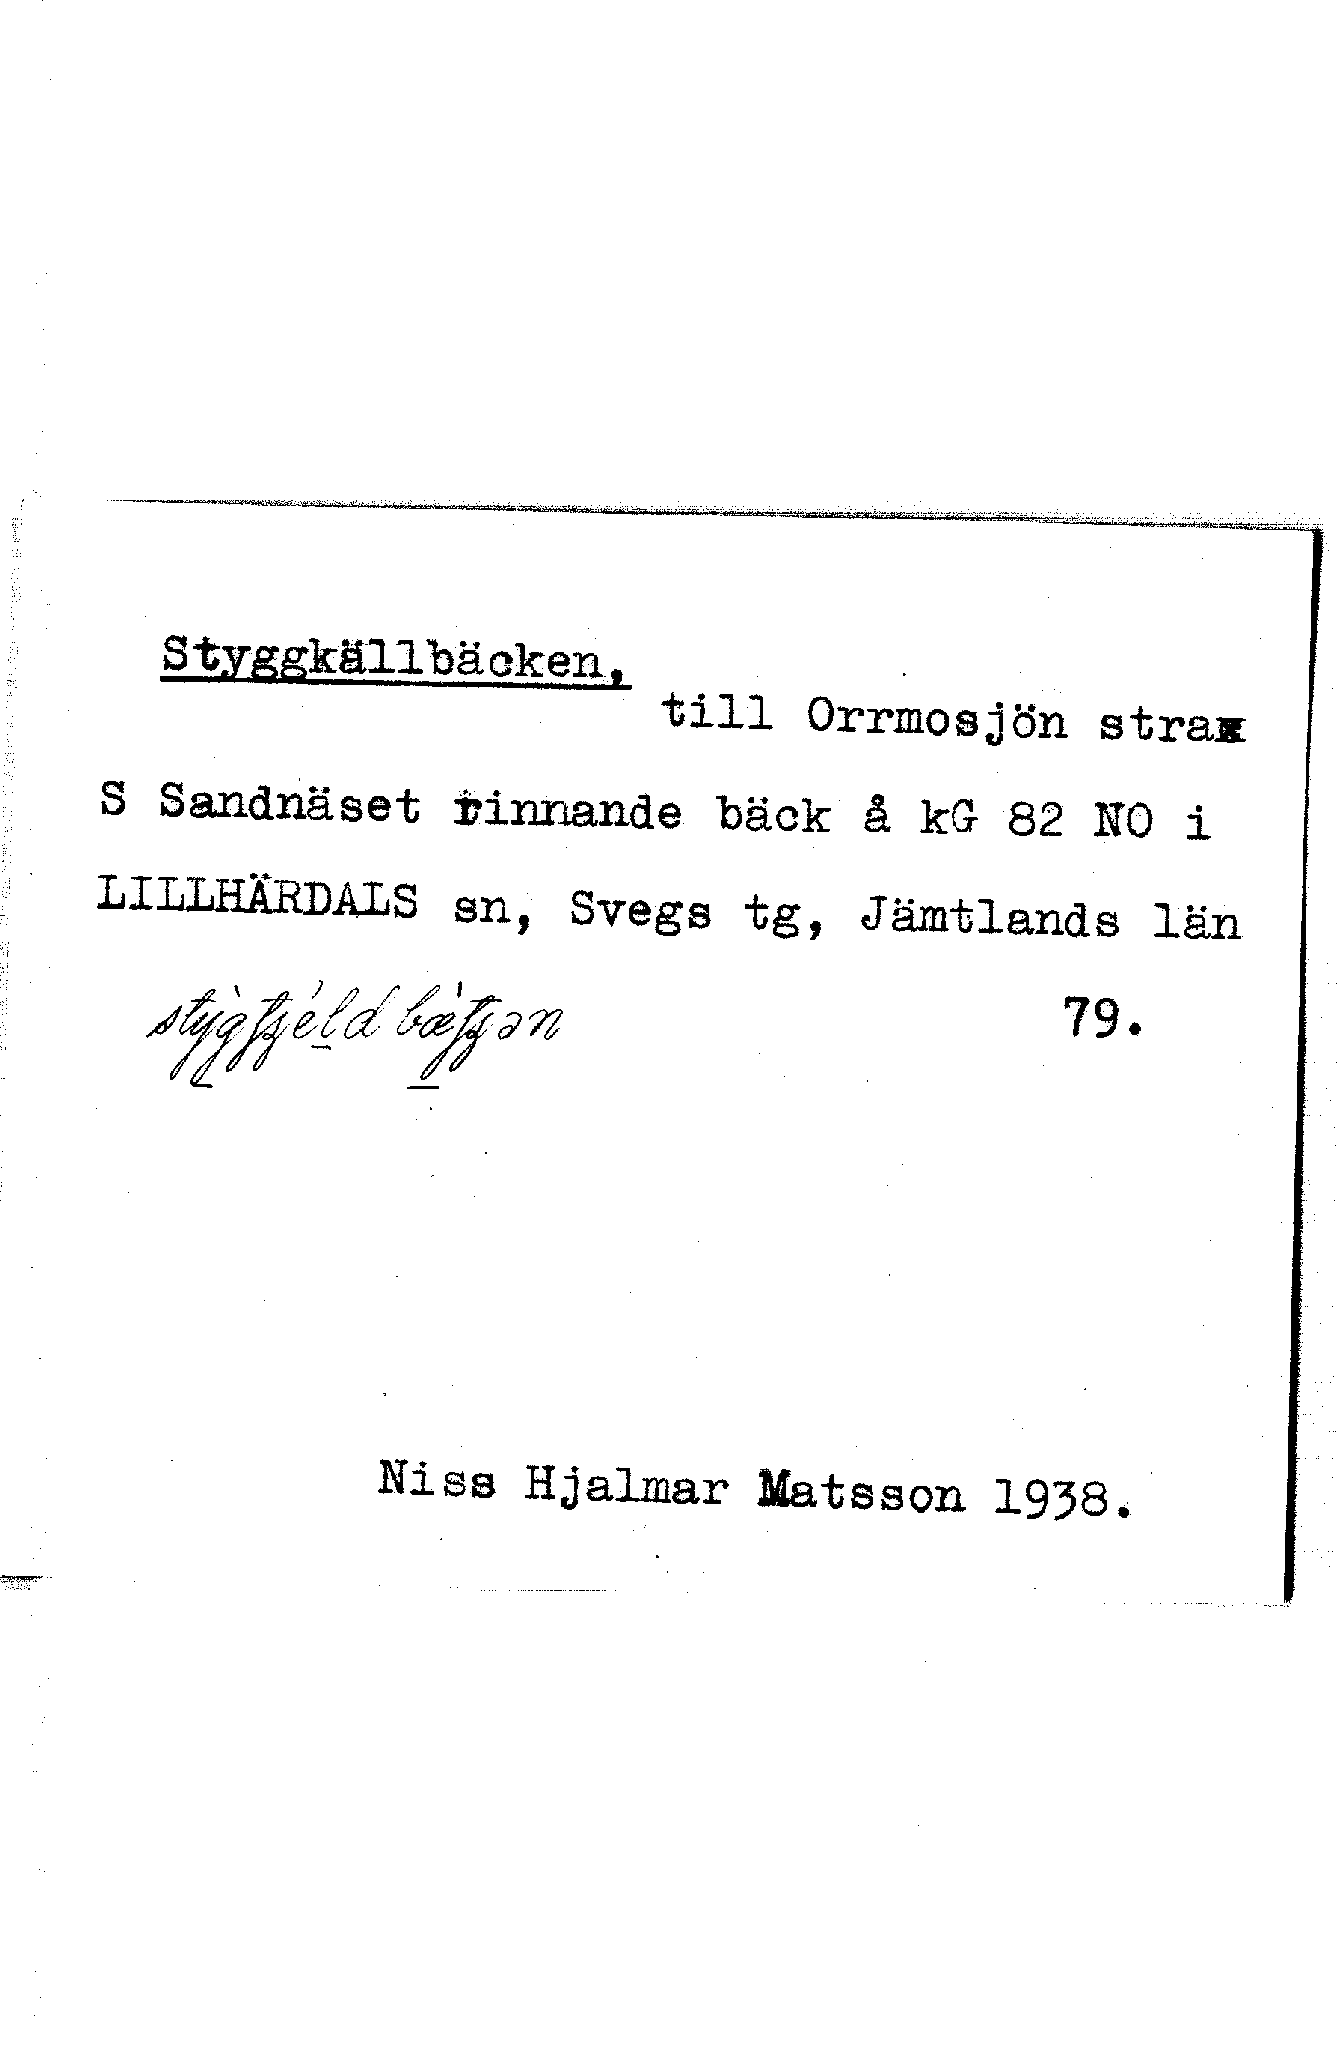 Styggkällbäcken,
till Orrmosjön strax
S Sandnäset rinnande bäck å kG 82 NO i
LILLHÄRDALS sn, Svegs tg, Jämtlands län
79.
Niss Hjalmar Matsson 1938.